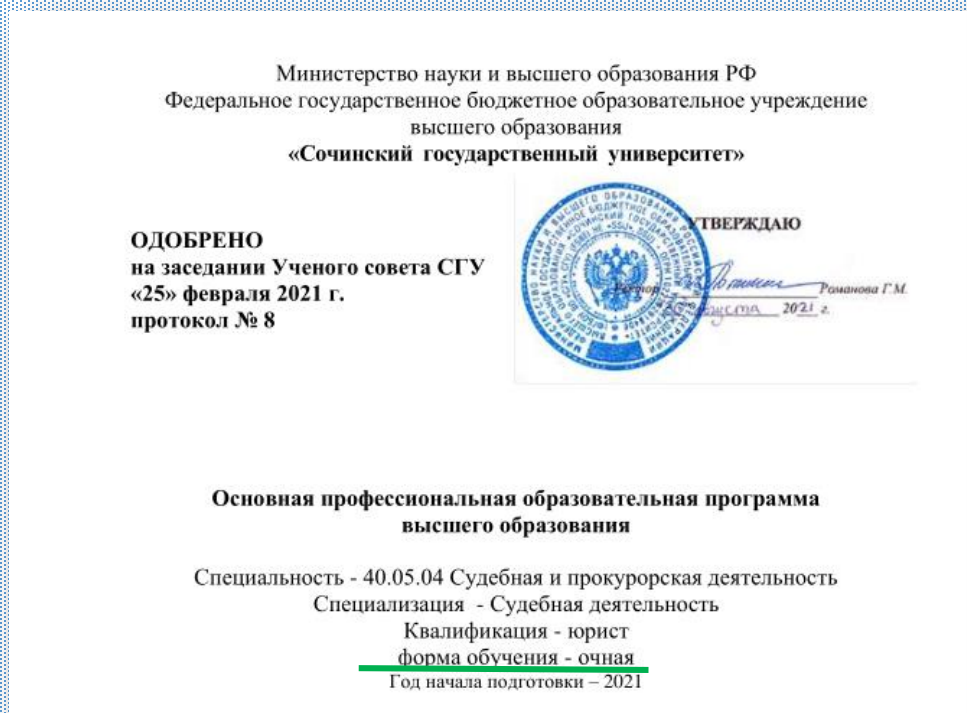 Министерство науки и высшего образования РФ
Федеральное государственное бюджетное образовательное учреждение
высшего образования
«Сочинский государственный университет»
ОДОБРЕНО
на заседании Ученого совета СГУ
«25» февраля 2021 г.
протокол № 8
УТВЕРЖДАЮ
Ректор Романова Г.М.
августа 2021 г.
Основная профессиональная образовательная программа
высшего образования
Специальность - 40.05.04 Судебная и прокурорская деятельность
Специализация - Судебная деятельность
Квалификация - юрист
форма обучения - очная
Год начала подготовки – 2021